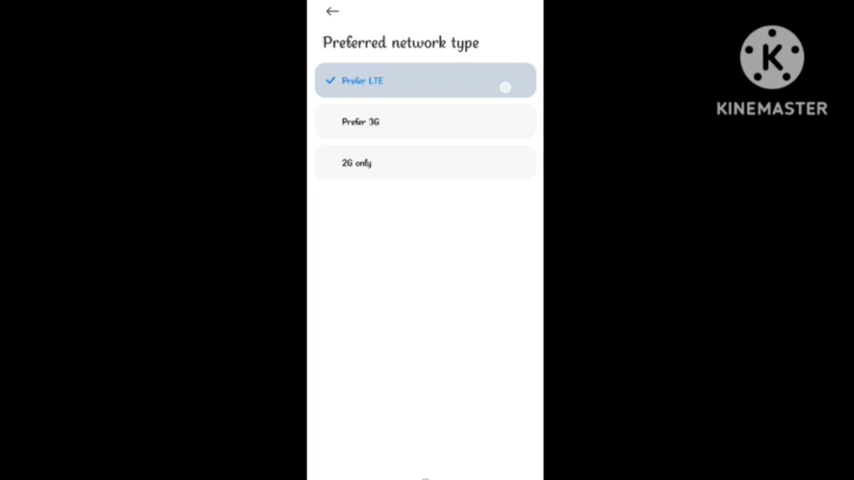 Preferred network type
Prefer LTE
Prefer 3G
2G only
K
KINEMASTER